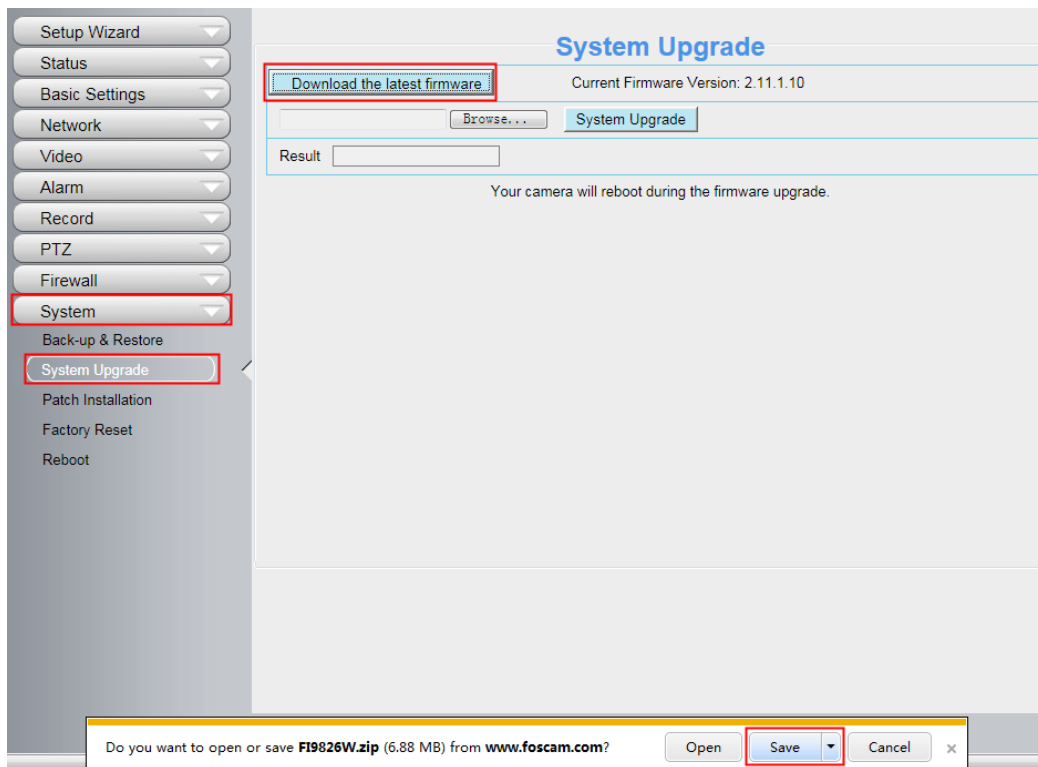 Setup Wizard
Status
Basic Settings
Network
Video
Alarm
Record
PTZ
Firewall
System
Back-up & Restore
System Upgrade
Patch Installation
Factory Reset
Reboot
System Upgrade
Download the latest firmware Current Firmware Version: 2.11.1.10
Browse... System Upgrade
Result
Your camera will reboot during the firmware upgrade.
Do you want to open or save FI9826W.zip (6.88 MB) from www.foscam.com? Open Save Cancel